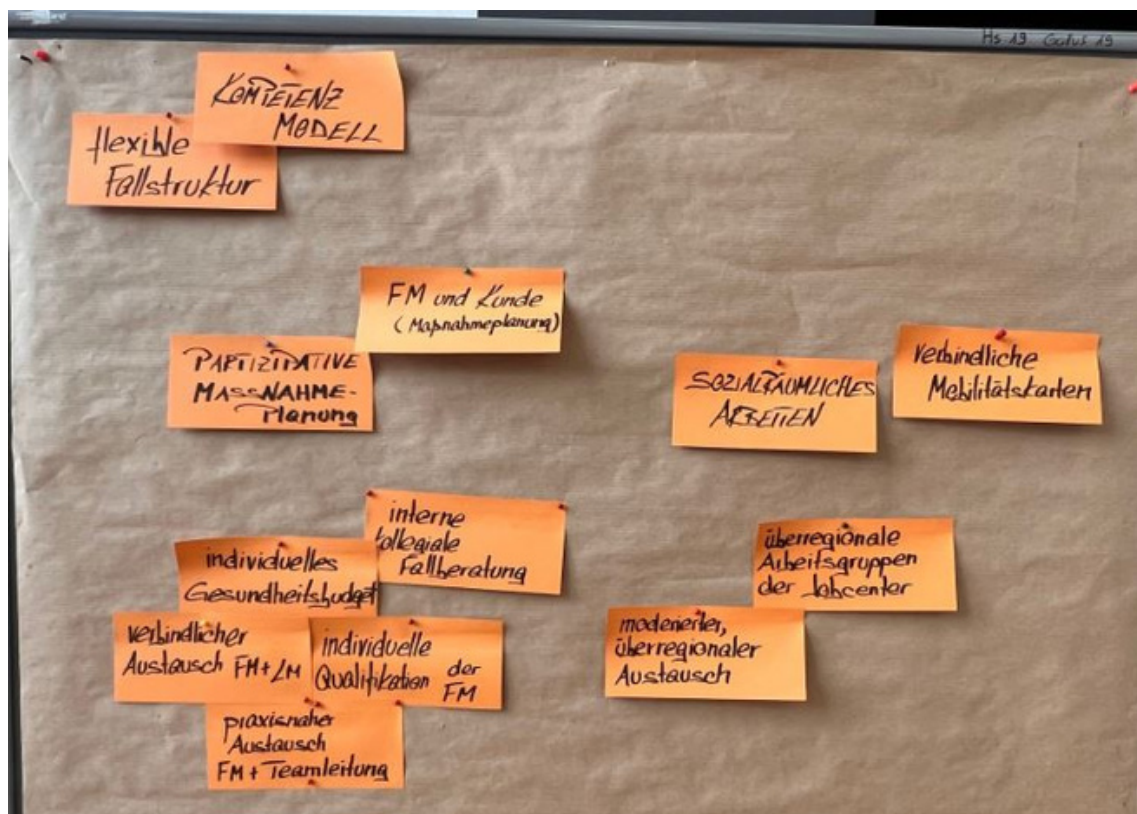 Hs 19
KOMPETENZ
MODELL
flexible
Fallstruktur
FM und Kunde
(Maßnahmeplanung)
PARTIZIPATIVE
MASSNAHME-
Planung
SOZIALRÄUMLICHES
ARBEITEN
verbindliche
Mobilitätskarten
interne
kollegiale
Fallberatung
individuelles
Gesundheitsbudget
verbindlicher
Austausch FM+LM
individuelle
Qualifikation der
FM
praxisnaher
Austausch
FM + Teamleitung
überregionale
Arbeitsgruppen
der Jobcenter
moderierter,
überregionaler
Austausch